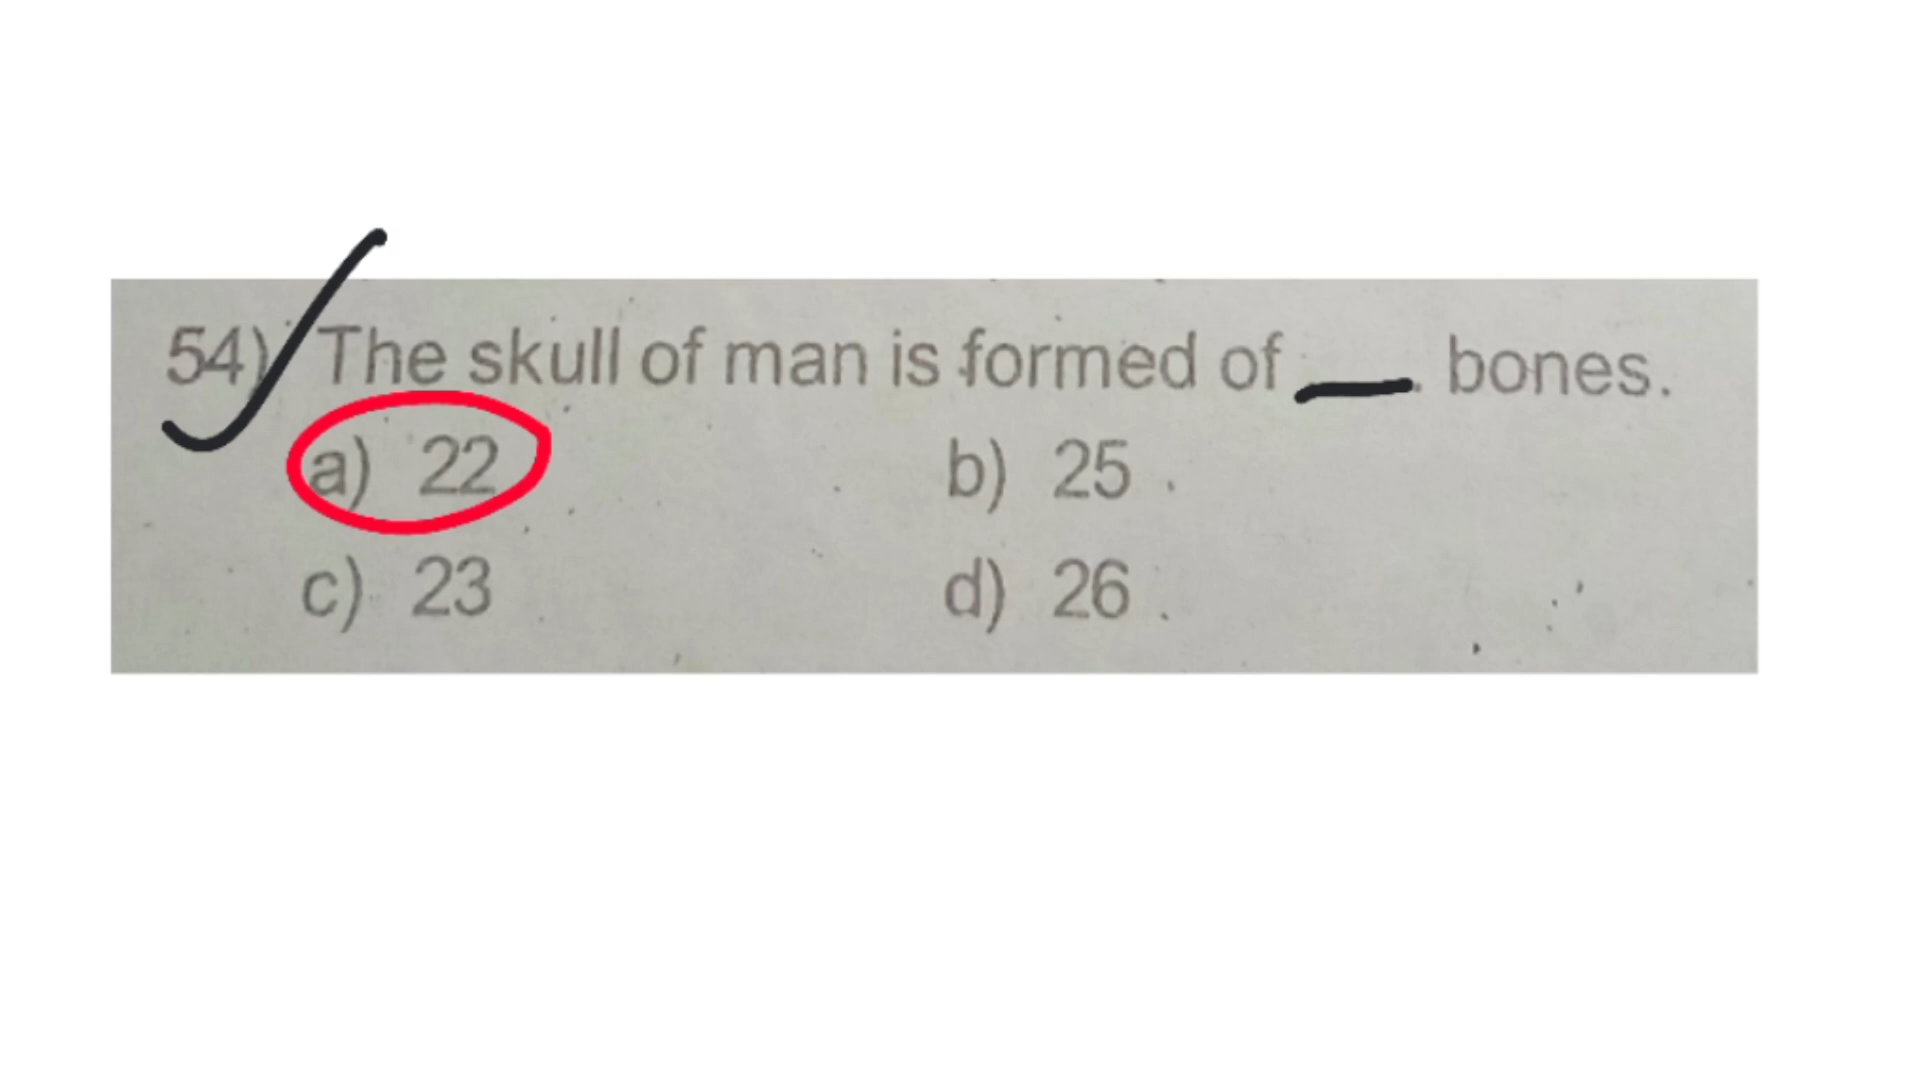 54) The skull of man is formed of ___ bones.
a) 22 b) 25
c) 23 d) 26